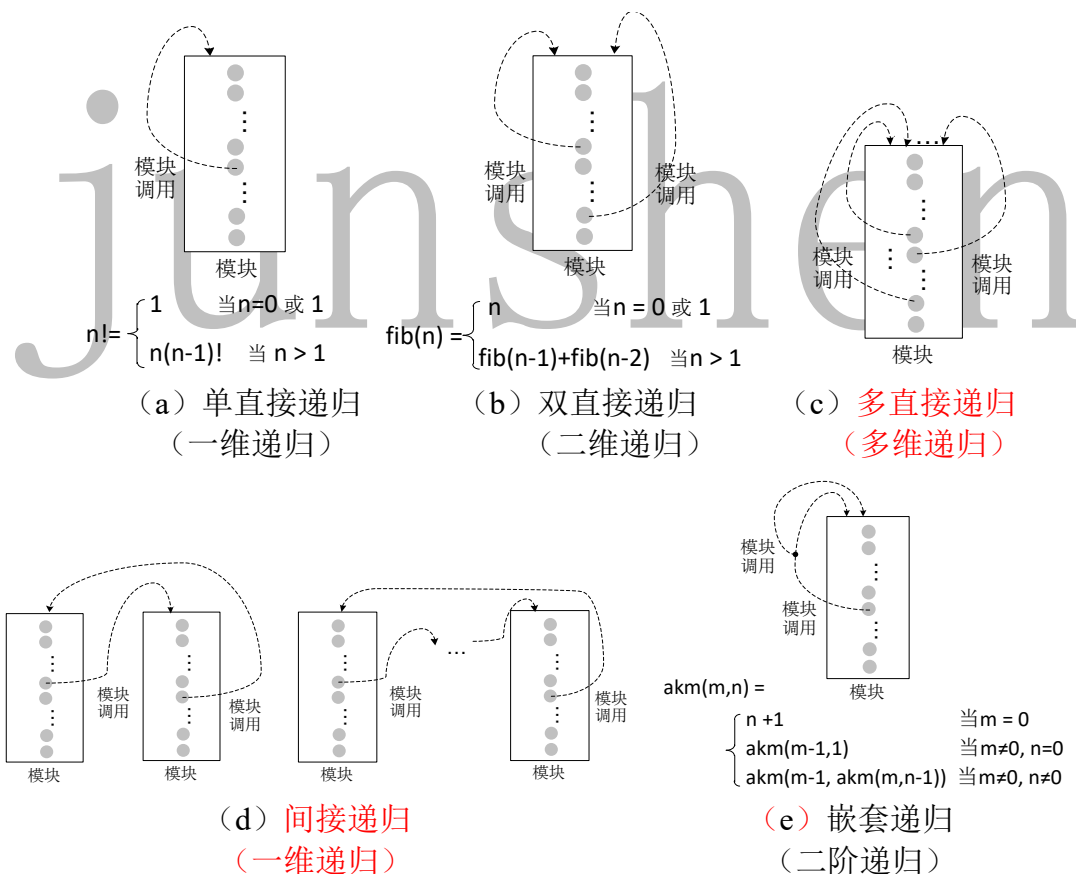 junshen
模块
调用
模块
n!=
1 当n=0 或 1
n(n-1)! 当 n > 1
(a)单直接递归
(一维递归)
模块
调用
模块
调用
模块
fib(n) =
n 当n = 0 或 1
fib(n-1)+fib(n-2) 当n > 1
(b)双直接递归
(二维递归)
…
模块
调用
模块
调用
…
模块
(c)多直接递归
(多维递归)
模块
调用
模块
调用
模块
模块
模块
调用
…
模块
调用
模块
模块
(d)间接递归
(一维递归)
模块
调用
模块
调用
模块
akm(m,n) =
n +1 当m = 0
akm(m-1,1) 当m≠0, n=0
akm(m-1, akm(m,n-1)) 当m≠0, n≠0
(e)嵌套递归
(二阶递归)